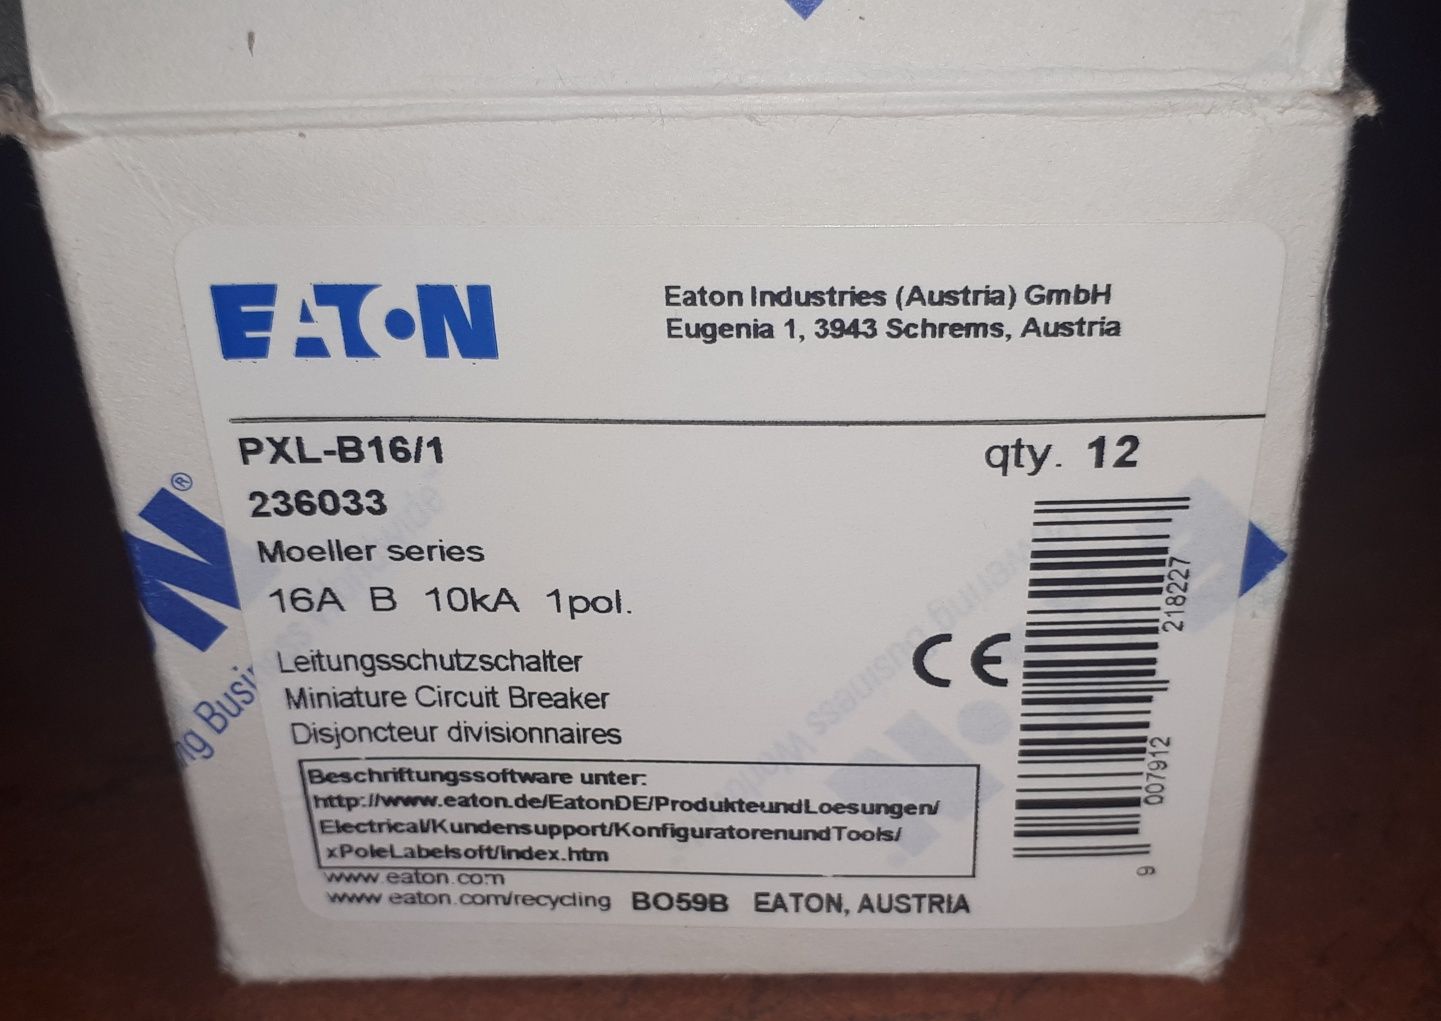 EATON
Eaton Industries (Austria) GmbH
Eugenia 1, 3943 Schrems, Austria
PXL-B16/1
qty. 12
236033
Moeller series
16A B 10kA 1pol.
Leitungsschutzschalter
Miniature Circuit Breaker
Disjoncteur divisionnaires
CE
Beschriftungssoftware unter:
http://www.eaton.de/EatonDE/ProdukteundLoesungen/
Electrical/Kundensupport/KonfiguratorenundTools/
xPoleLabelsoft/index.htm
www.eaton.com
www.eaton.com/recycling BO59B EATON, AUSTRIA
9 007912 218227
N®
ng Busi